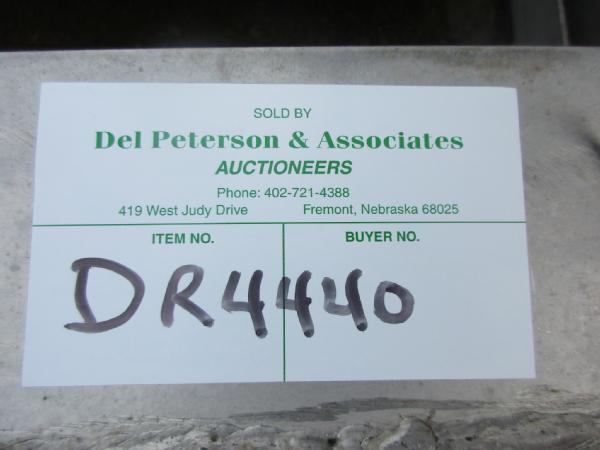 SOLD BY
Del Peterson & Associates
AUCTIONEERS
Phone: 402-721-4388
419 West Judy Drive Fremont, Nebraska 68025
ITEM NO. BUYER NO.
DR4440